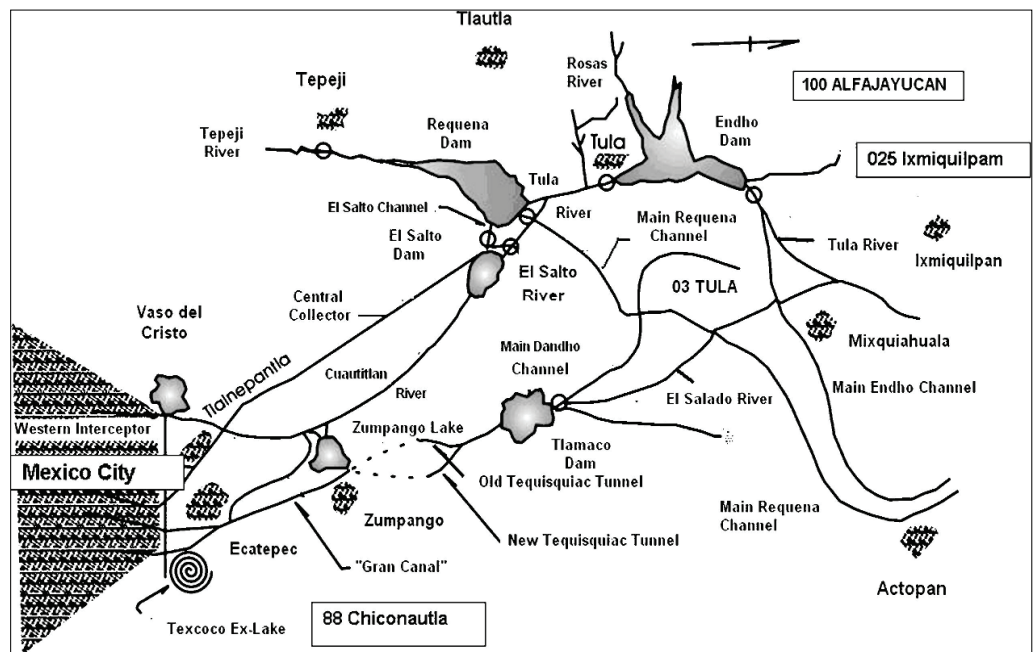 Tlautla
Rosas
River
100 ALFAJAYUCAN
Tepeji
Requena
Dam
Endho
Dam
Tepeji
River
Tula
025 Ixmiquilpam
Tula
El Salto Channel
River
Main Requena
Channel
El Salto
Dam
Tula River
Ixmiquilpan
El Salto
River
03 TULA
Central
Collector
Vaso del
Cristo
Mixquiahuala
Main Dandho
Channel
Tlalnepantla
Cuautitlan
River
El Salado River
Main Endho Channel
Western Interceptor
Zumpango Lake
Tlamaco
Dam
Mexico City
Old Tequisquiac Tunnel
Main Requena
Channel
Zumpango
New Tequisquiac Tunnel
Ecatepec
"Gran Canal"
Actopan
Texcoco Ex-Lake
88 Chiconautla